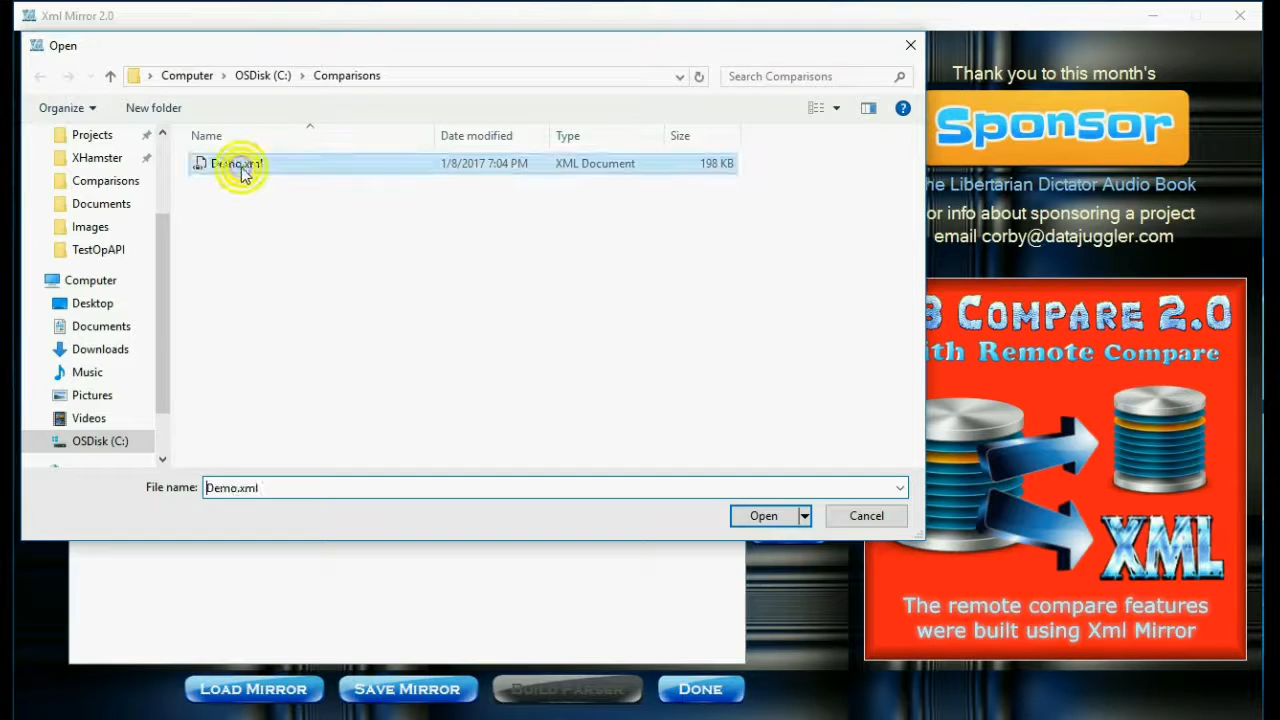 Xml Mirror 2.0
Open
Computer OSDisk (C:) Comparisons
Search Comparisons
Organize
New folder
Name
Date modified
Type
Size
Demo.xml
1/8/2017 7:04 PM
XML Document
198 KB
Projects
XHamster
Comparisons
Documents
Images
TestOpAPI
Computer
Desktop
Documents
Downloads
Music
Pictures
Videos
OSDisk (C:)
File name:
Demo.xml
Open
Cancel
Thank you to this month's
Sponsor
he Libertarian Dictator Audio Book
or info about sponsoring a project
email corby@datajuggler.com
B COMPARE 2.0
ith Remote Compare
XML
The remote compare features
were built using Xml Mirror
LOAD MIRROR
SAVE MIRROR
BUILD PARSER
DONE